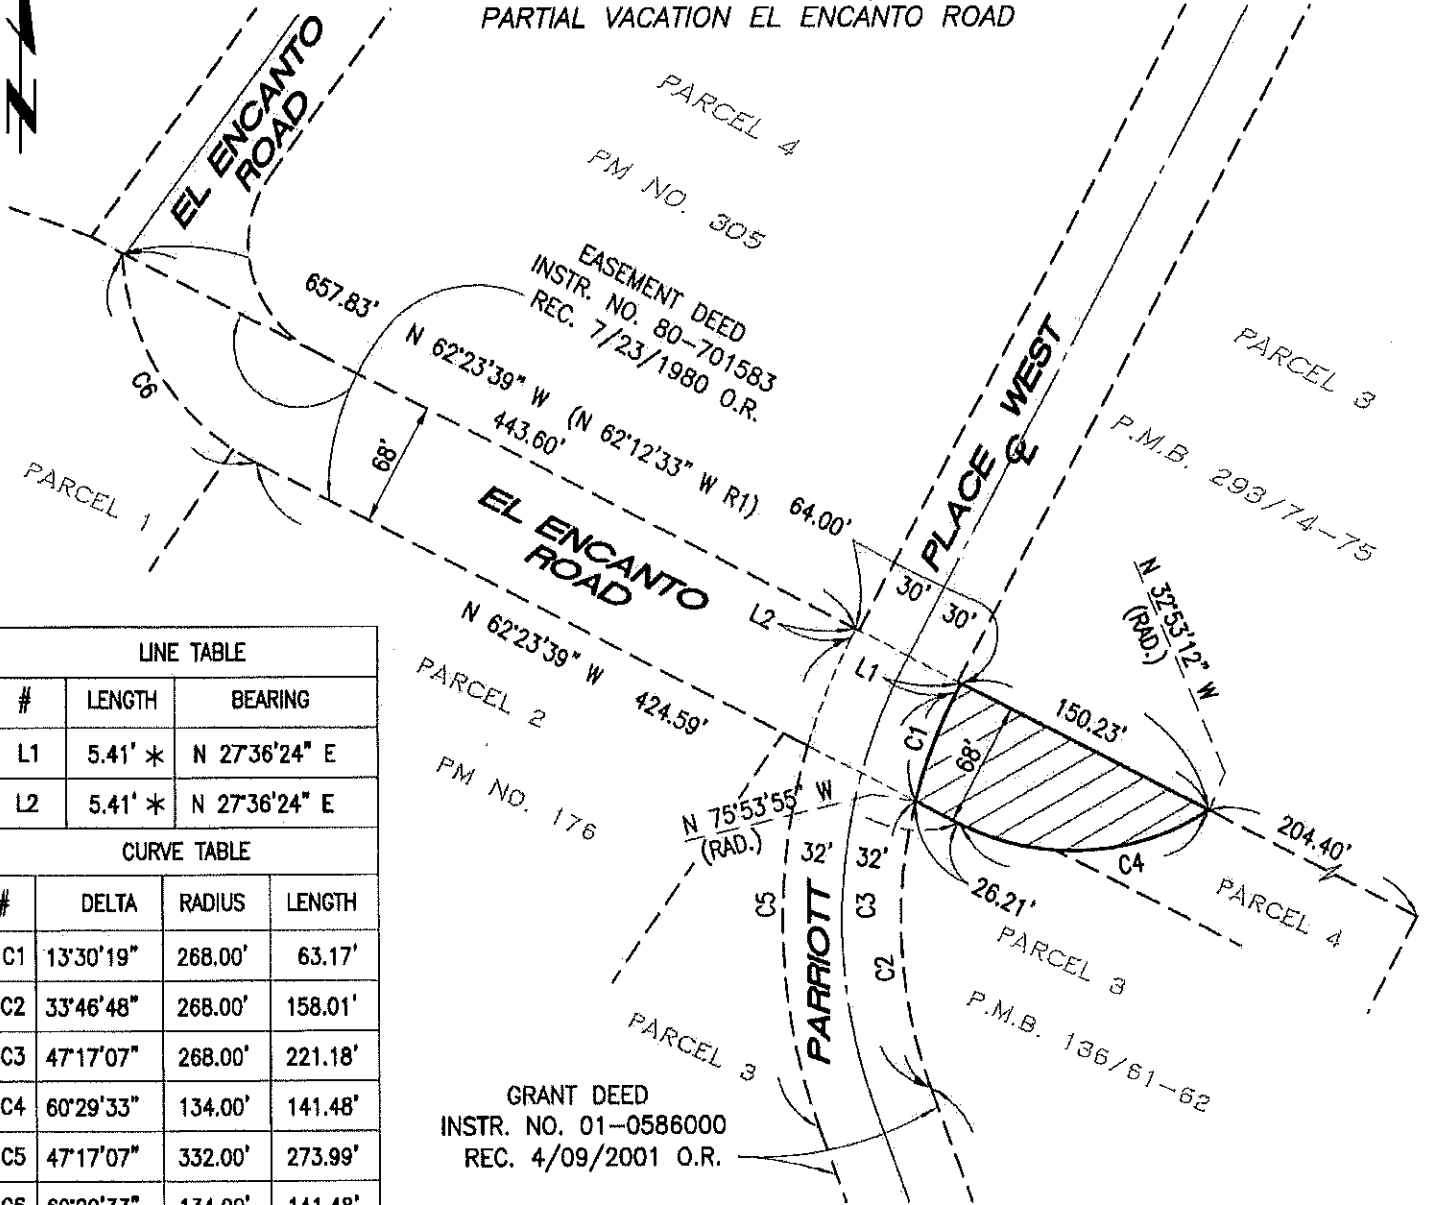 PARTIAL VACATION EL ENCANTO ROAD
N
EL ENCANTO
ROAD
PARCEL 4
PM NO. 305
EASEMENT DEED
INSTR. NO. 80-701583
REC. 7/23/1980 O.R.
657.83'
N 62°23'39" W (N 62°12'33" W R1)
443.60'
64.00'
C6
68'
PARCEL 1
EL ENCANTO
ROAD
PLACE WEST
℄
PARCEL 3
P.M.B. 293/74-75
N 32°53'12" W
(RAD.)
30' 30'
L2
L1
N 62°23'39" W 424.59'
PARCEL 2
PM NO. 176
C1
68'
150.23'
204.40'
N 75°53'55" W
(RAD.)
32' 32'
C4
26.21'
C5
C3
C2
PARCEL 4
PARCEL 3
P.M.B. 136/61-62
PARRIOTT
PARCEL 3
GRANT DEED
INSTR. NO. 01-0586000
REC. 4/09/2001 O.R.
LINE TABLE
# LENGTH BEARING
L1 5.41' * N 27°36'24" E
L2 5.41' * N 27°36'24" E
CURVE TABLE
# DELTA RADIUS LENGTH
C1 13°30'19" 268.00' 63.17'
C2 33°46'48" 268.00' 158.01'
C3 47°17'07" 268.00' 221.18'
C4 60°29'33" 134.00' 141.48'
C5 47°17'07" 332.00' 273.99'
C6 60°29'33" 134.00' 141.48'